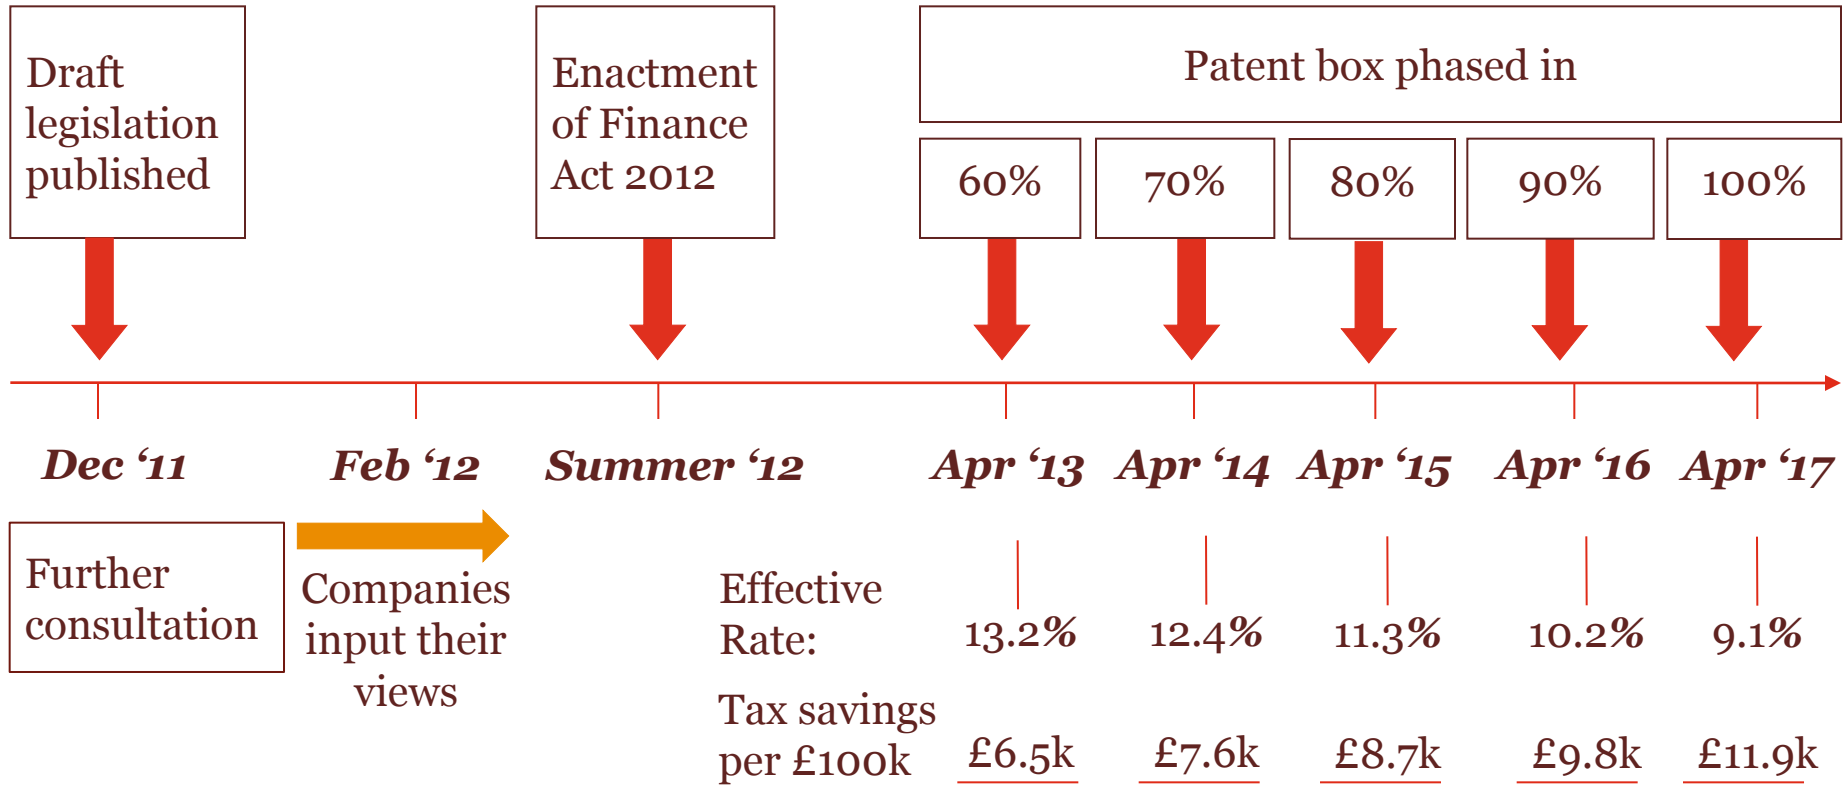 Draft
legislation
published
Enactment
of Finance
Act 2012
Patent box phased in
60%
70%
80%
90%
100%
Dec ‘11
Feb ‘12
Summer ‘12
Apr ‘13
Apr ‘14
Apr ‘15
Apr ‘16
Apr ‘17
Further
consultation
Companies
input their
views
Effective
Rate:
13.2%
12.4%
11.3%
10.2%
9.1%
Tax savings
per £100k
£6.5k
£7.6k
£8.7k
£9.8k
£11.9k